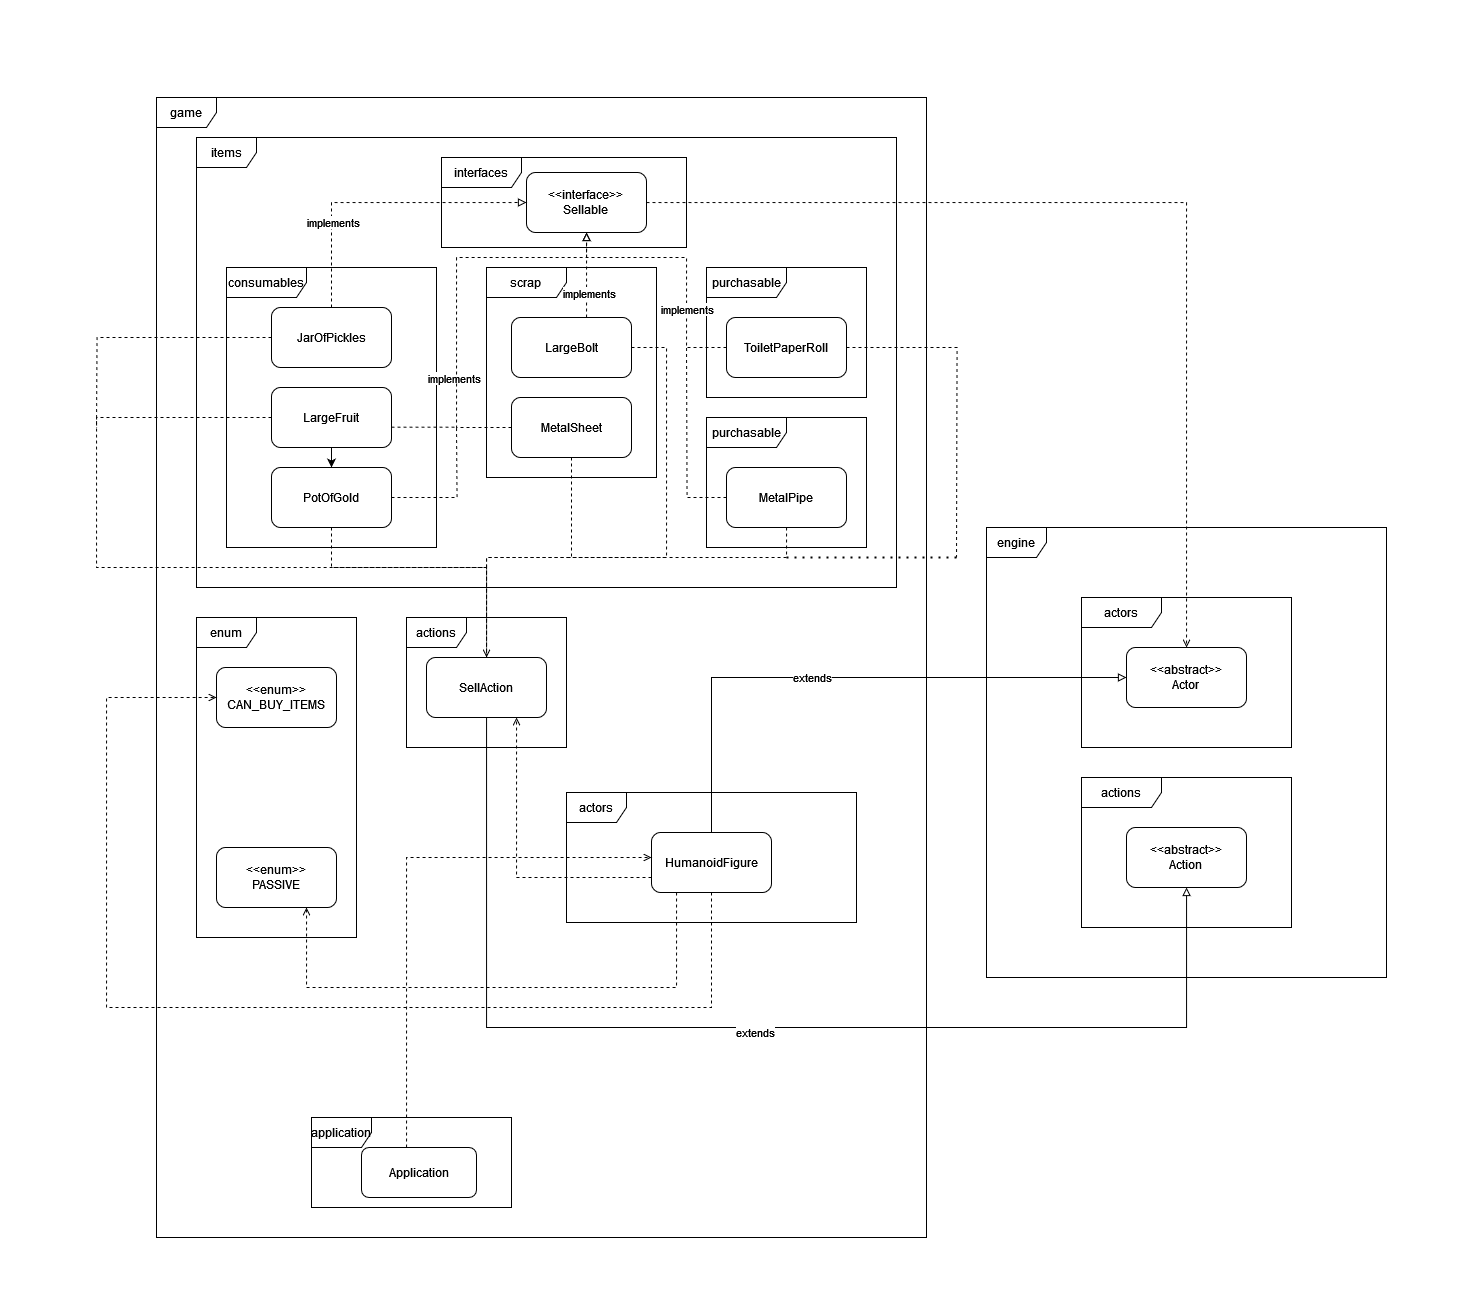 game
items
interfaces
<<interface>>
Sellable
implements
consumables
scrap
purchasable
implements
implements
JarOfPickles
LargeBolt
ToiletPaperRoll
implements
LargeFruit
MetalSheet
purchasable
PotOfGold
MetalPipe
engine
enum
actions
actors
<<enum>>
CAN_BUY_ITEMS
SellAction
extends
<<abstract>>
Actor
actions
actors
<<enum>>
PASSIVE
HumanoidFigure
<<abstract>>
Action
extends
application
Application